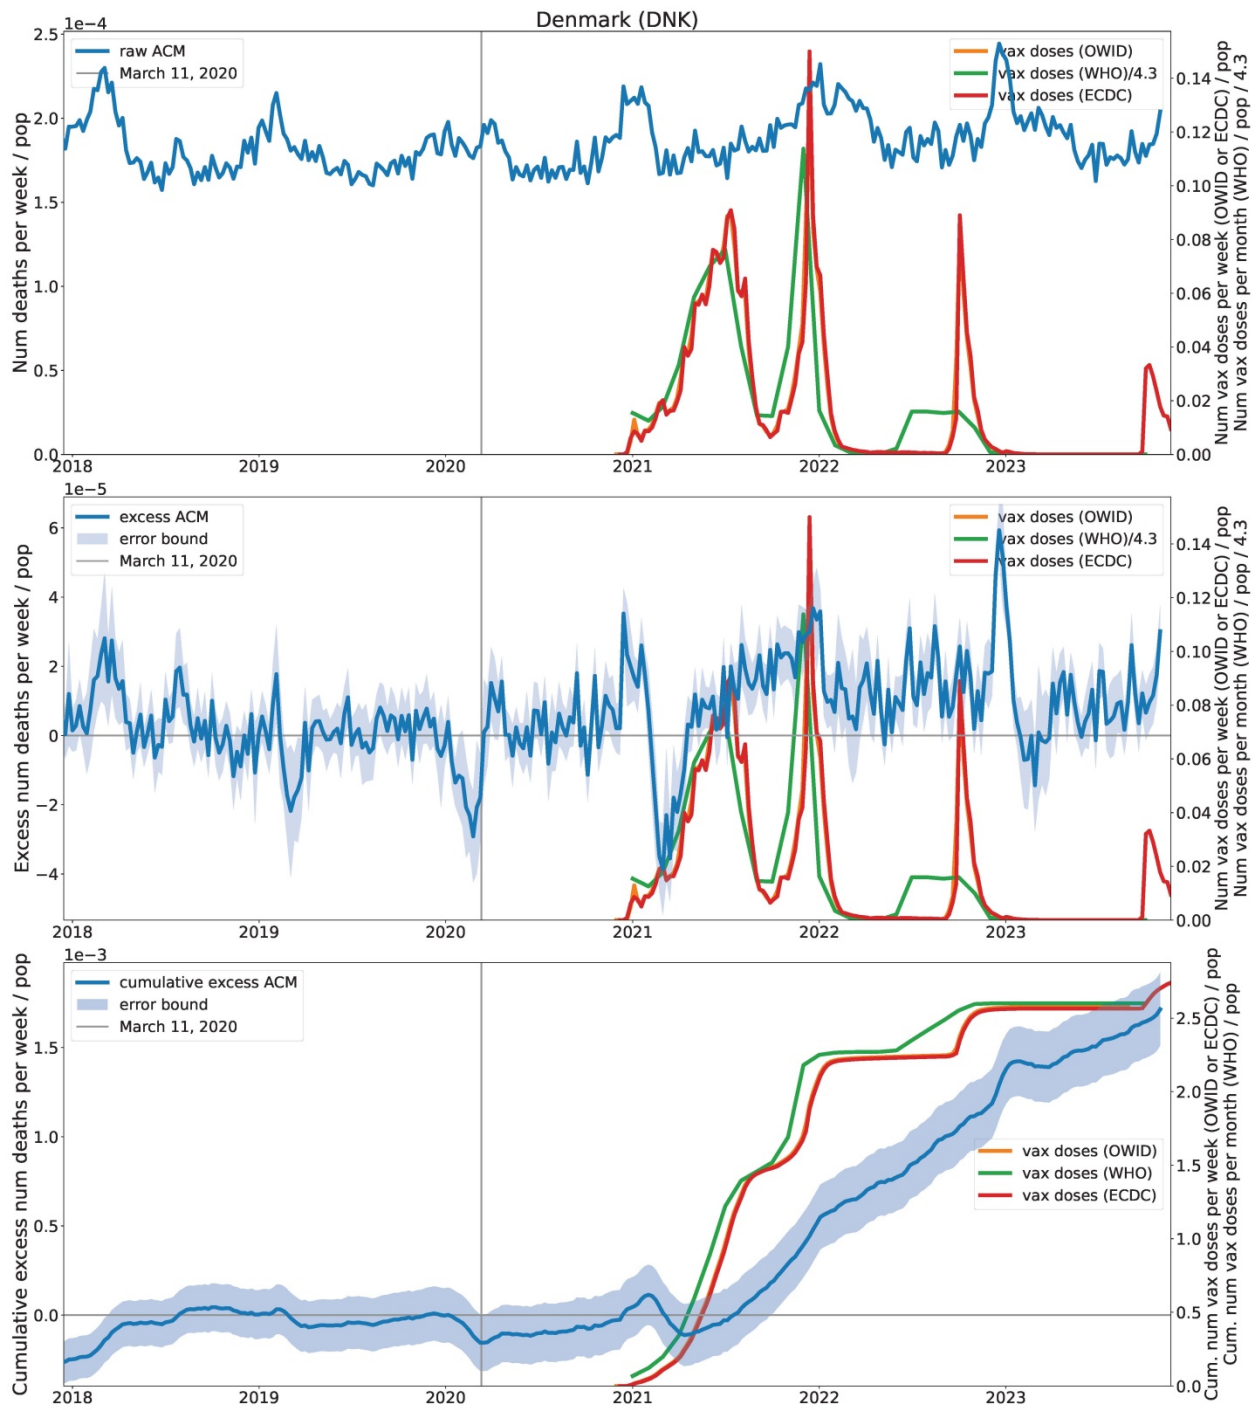 Denmark (DNK)
1e−4
raw ACM
March 11, 2020
vax doses (OWID)
vax doses (WHO)/4.3
vax doses (ECDC)
Num deaths per week / pop
2.5
2.0
1.5
1.0
0.5
0.0
0.14
0.12
0.10
0.08
0.06
0.04
0.02
0.00
Num vax doses per week (OWID or ECDC) / pop
Num vax doses per month (WHO) / pop / 4.3
2018 2019 2020 2021 2022 2023
1e−5
excess ACM
error bound
March 11, 2020
vax doses (OWID)
vax doses (WHO)/4.3
vax doses (ECDC)
Excess num deaths per week / pop
6
4
2
0
−2
−4
0.14
0.12
0.10
0.08
0.06
0.04
0.02
0.00
Num vax doses per week (OWID or ECDC) / pop
Num vax doses per month (WHO) / pop / 4.3
2018 2019 2020 2021 2022 2023
1e−3
cumulative excess ACM
error bound
March 11, 2020
vax doses (OWID)
vax doses (WHO)
vax doses (ECDC)
Cumulative excess num deaths per week / pop
1.5
1.0
0.5
0.0
2.5
2.0
1.5
1.0
0.5
0.0
Cum. num vax doses per week (OWID or ECDC) / pop
Cum. num vax doses per month (WHO) / pop
2018 2019 2020 2021 2022 2023